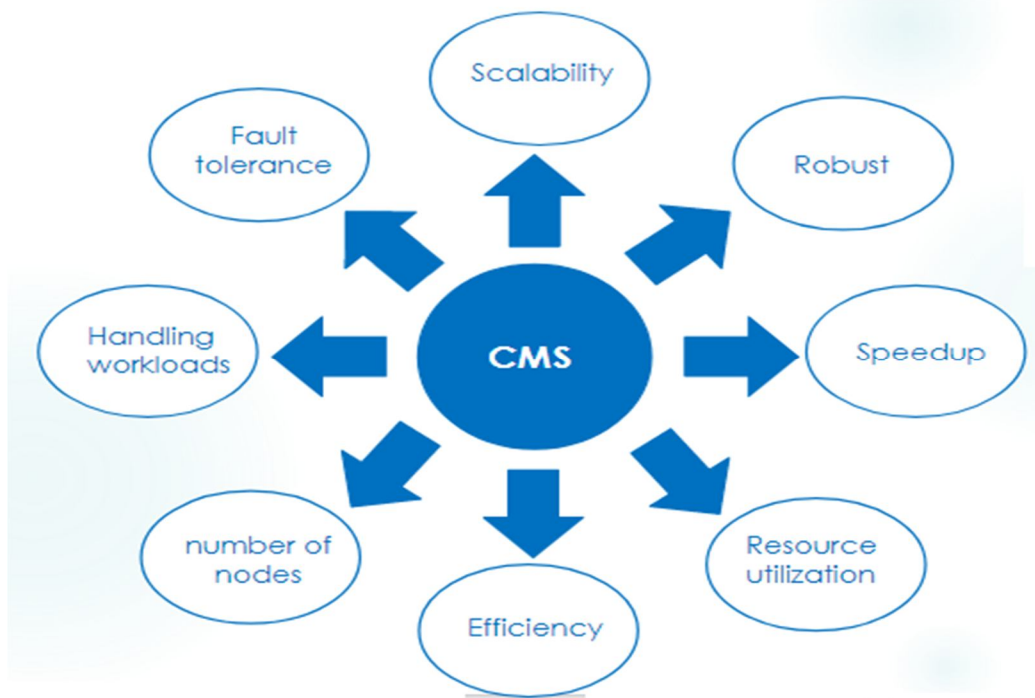 Scalability
Fault
tolerance
Robust
Handling
workloads
CMS
Speedup
number of
nodes
Resource
utilization
Efficiency